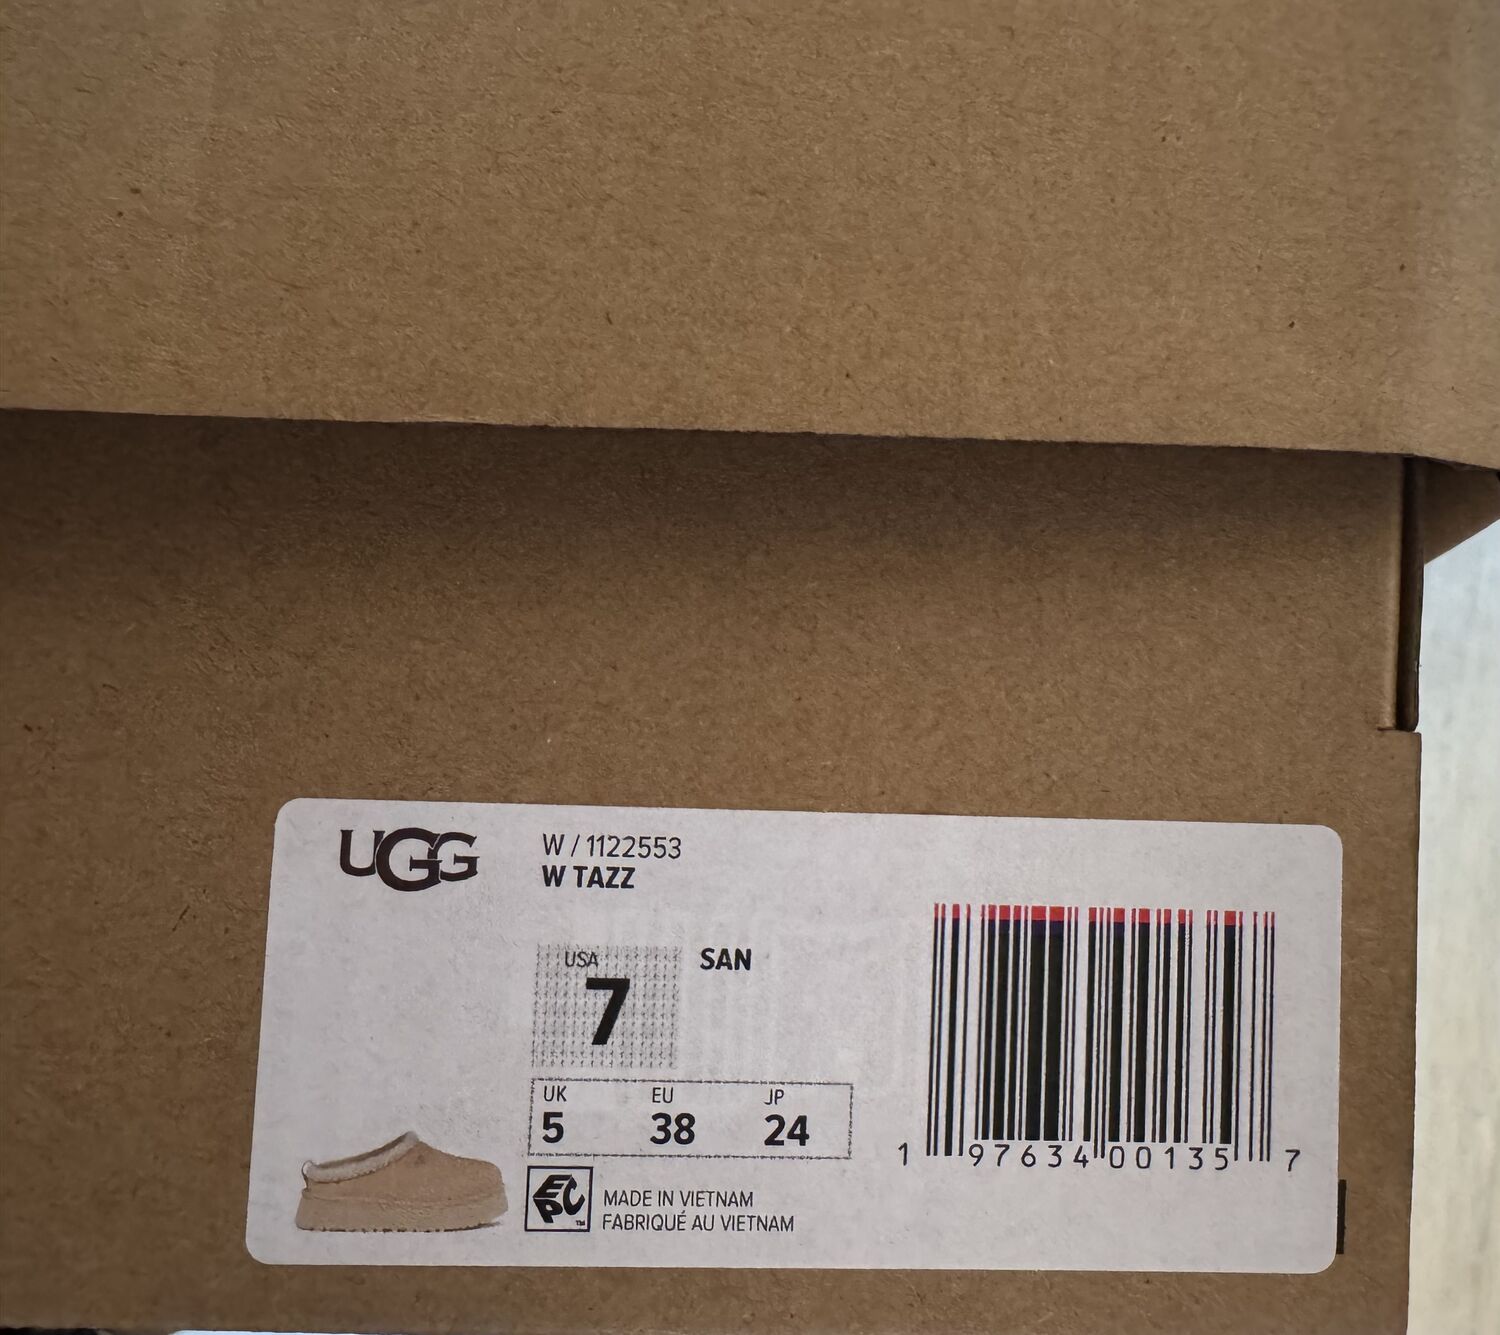 UGG
W / 1122553
W TAZZ
USA
7
SAN
UK EU JP
5 38 24
1 97634 00135 7
EPC™
MADE IN VIETNAM
FABRIQUÉ AU VIETNAM